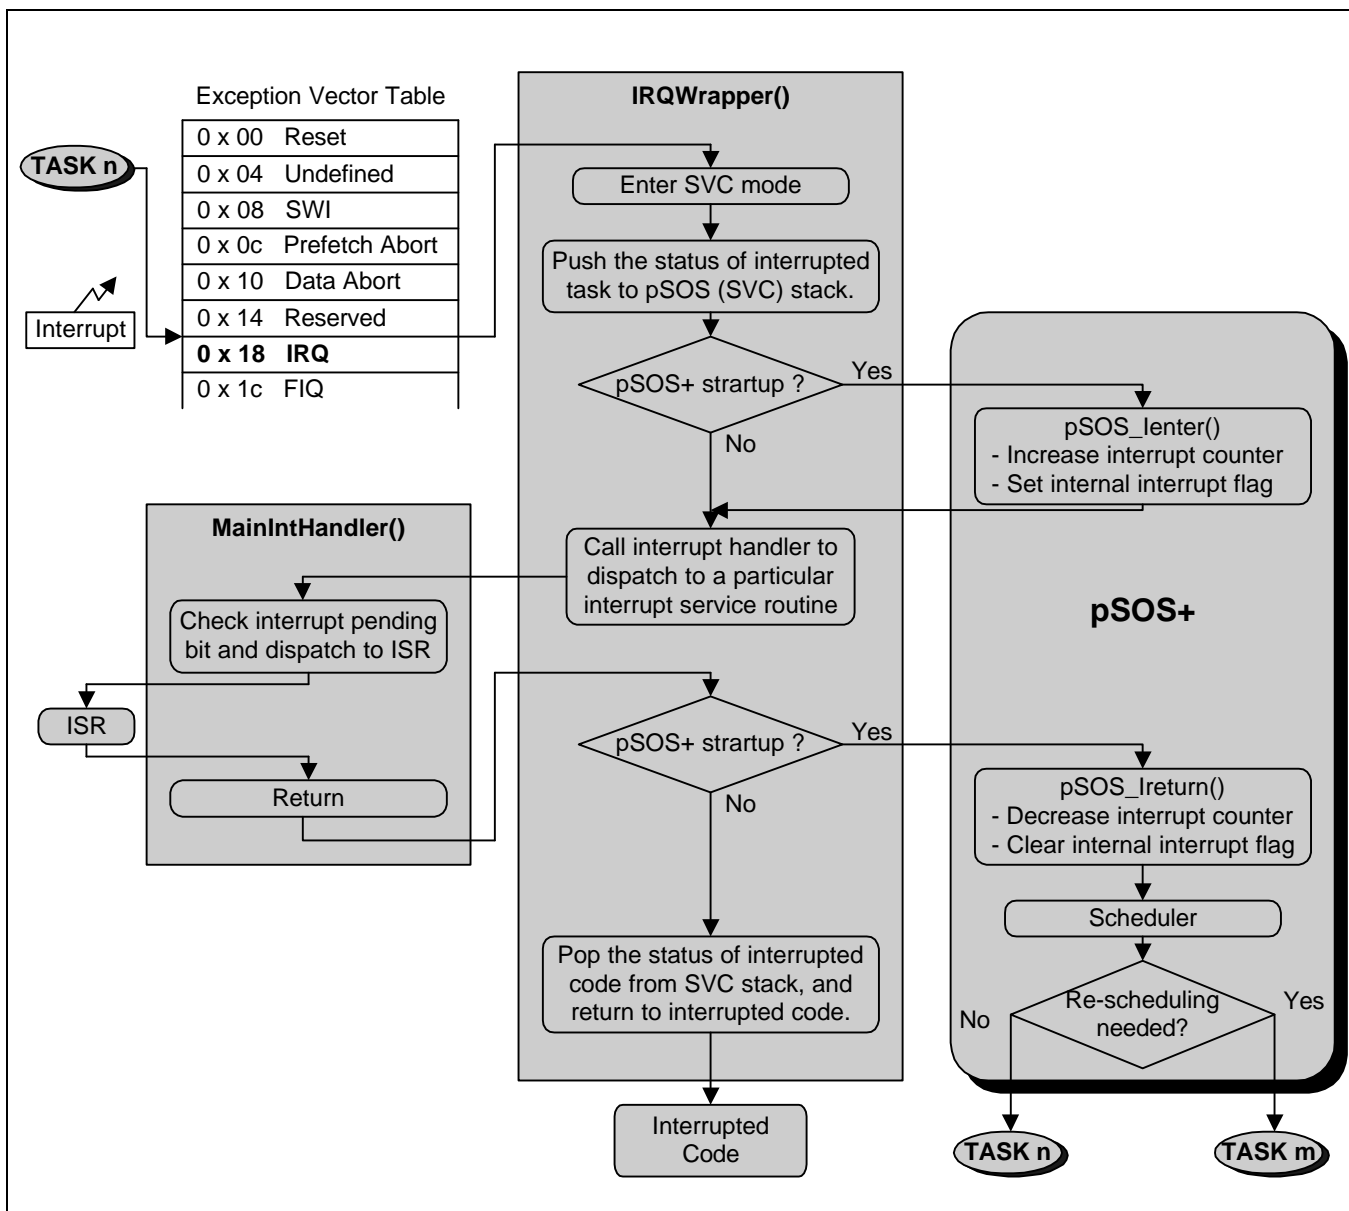 Exception Vector Table
0 x 00 Reset
0 x 04 Undefined
0 x 08 SWI
0 x 0c Prefetch Abort
0 x 10 Data Abort
0 x 14 Reserved
0 x 18 IRQ
0 x 1c FIQ
TASK n
Interrupt
IRQWrapper()
Enter SVC mode
Push the status of interrupted
task to pSOS (SVC) stack.
pSOS+ strartup ?
Yes
No
pSOS_Ienter()
- Increase interrupt counter
- Set internal interrupt flag
Call interrupt handler to
dispatch to a particular
interrupt service routine
MainIntHandler()
Check interrupt pending
bit and dispatch to ISR
ISR
Return
pSOS+
pSOS+ strartup ?
Yes
No
pSOS_Ireturn()
- Decrease interrupt counter
- Clear internal interrupt flag
Scheduler
Re-scheduling
needed?
No
Yes
Pop the status of interrupted
code from SVC stack, and
return to interrupted code.
Interrupted
Code
TASK n
TASK m